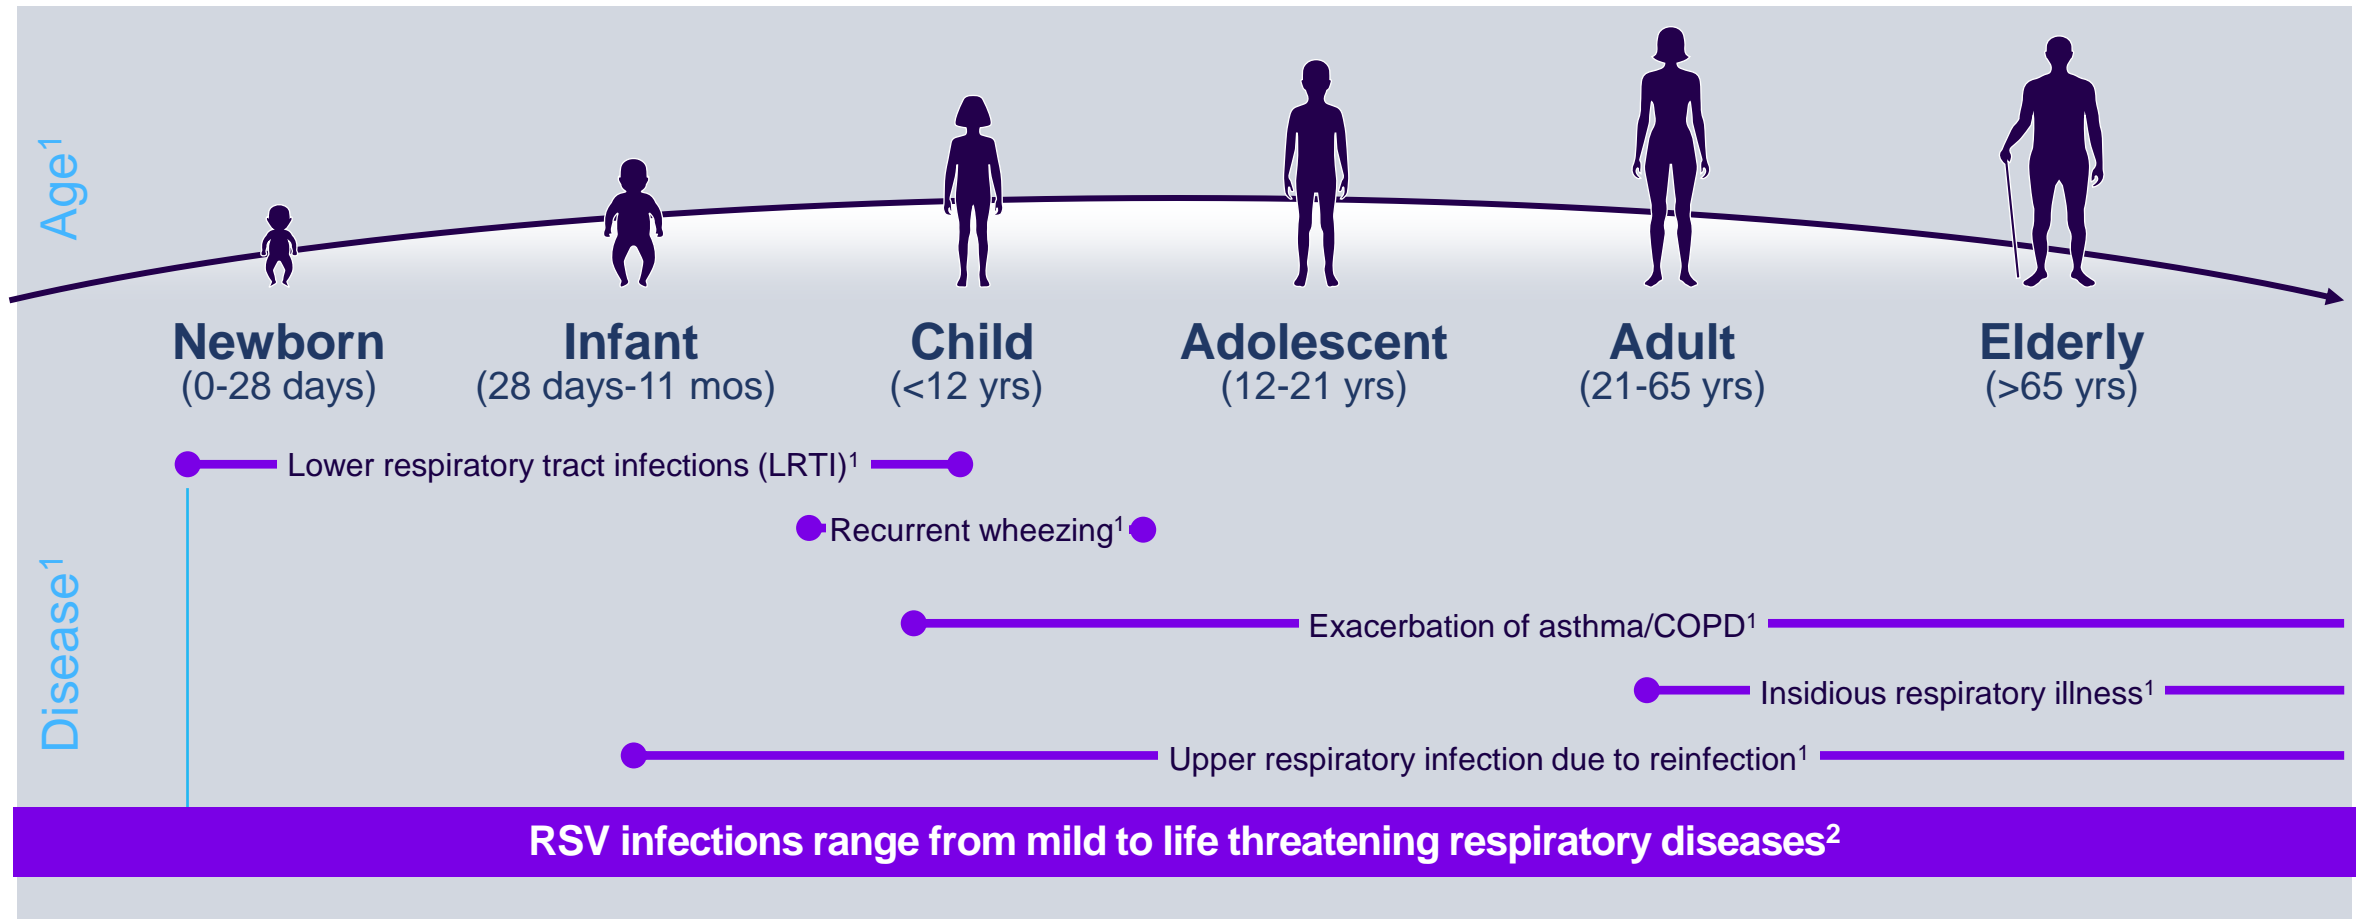 Age1
Newborn
(0-28 days)
Infant
(28 days-11 mos)
Child
(<12 yrs)
Adolescent
(12-21 yrs)
Adult
(21-65 yrs)
Elderly
(>65 yrs)
Disease1
Lower respiratory tract infections (LRTI)1
Recurrent wheezing1
Exacerbation of asthma/COPD1
Insidious respiratory illness1
Upper respiratory infection due to reinfection1
RSV infections range from mild to life threatening respiratory diseases2